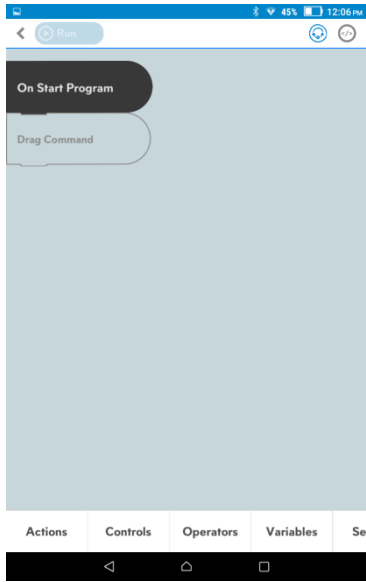 45% 12:06 PM
Run </>
On Start Program
Drag Command
Actions Controls Operators Variables Se